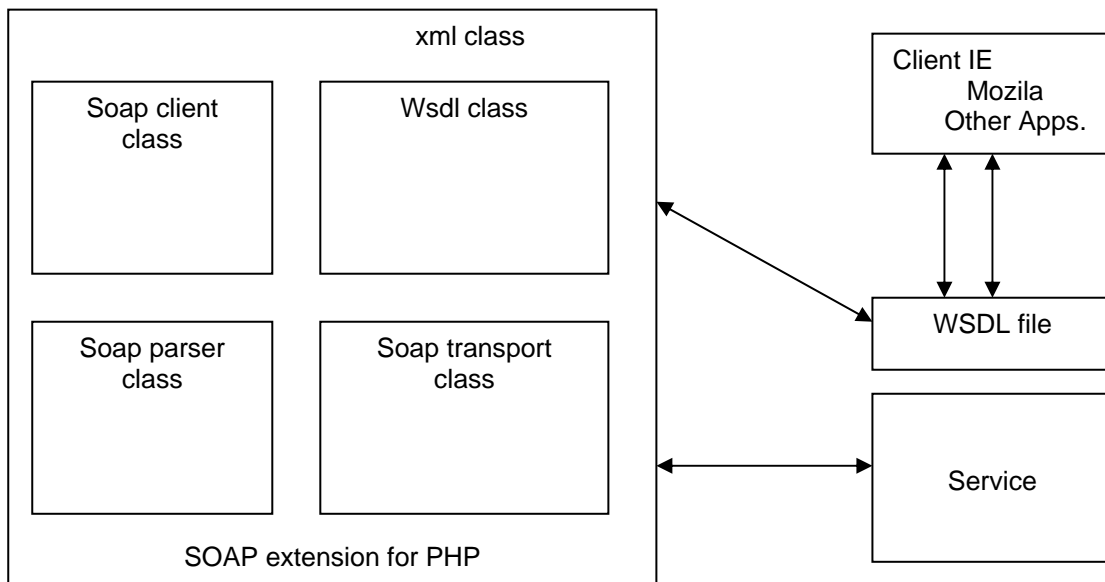 xml class
Soap client
class
Wsdl class
Soap parser
class
Soap transport
class
SOAP extension for PHP
Client IE
Mozila
Other Apps.
WSDL file
Service